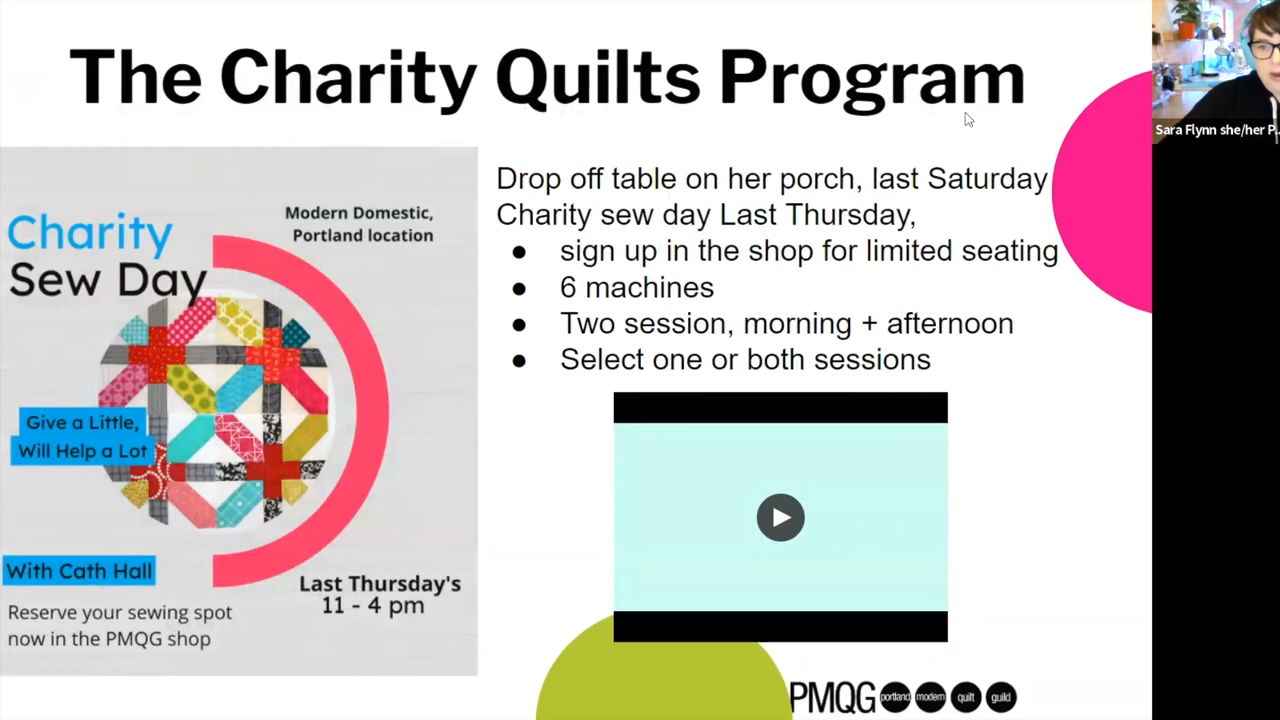 The Charity Quilts Program
Sara Flynn she/her P...
Charity
Sew Day
Modern Domestic,
Portland location
Give a Little,
Will Help a Lot
With Cath Hall
Last Thursday's
11 - 4 pm
Reserve your sewing spot
now in the PMQG shop
Drop off table on her porch, last Saturday
Charity sew day Last Thursday,
● sign up in the shop for limited seating
● 6 machines
● Two session, morning + afternoon
● Select one or both sessions
PMQG portland modern quilt guild